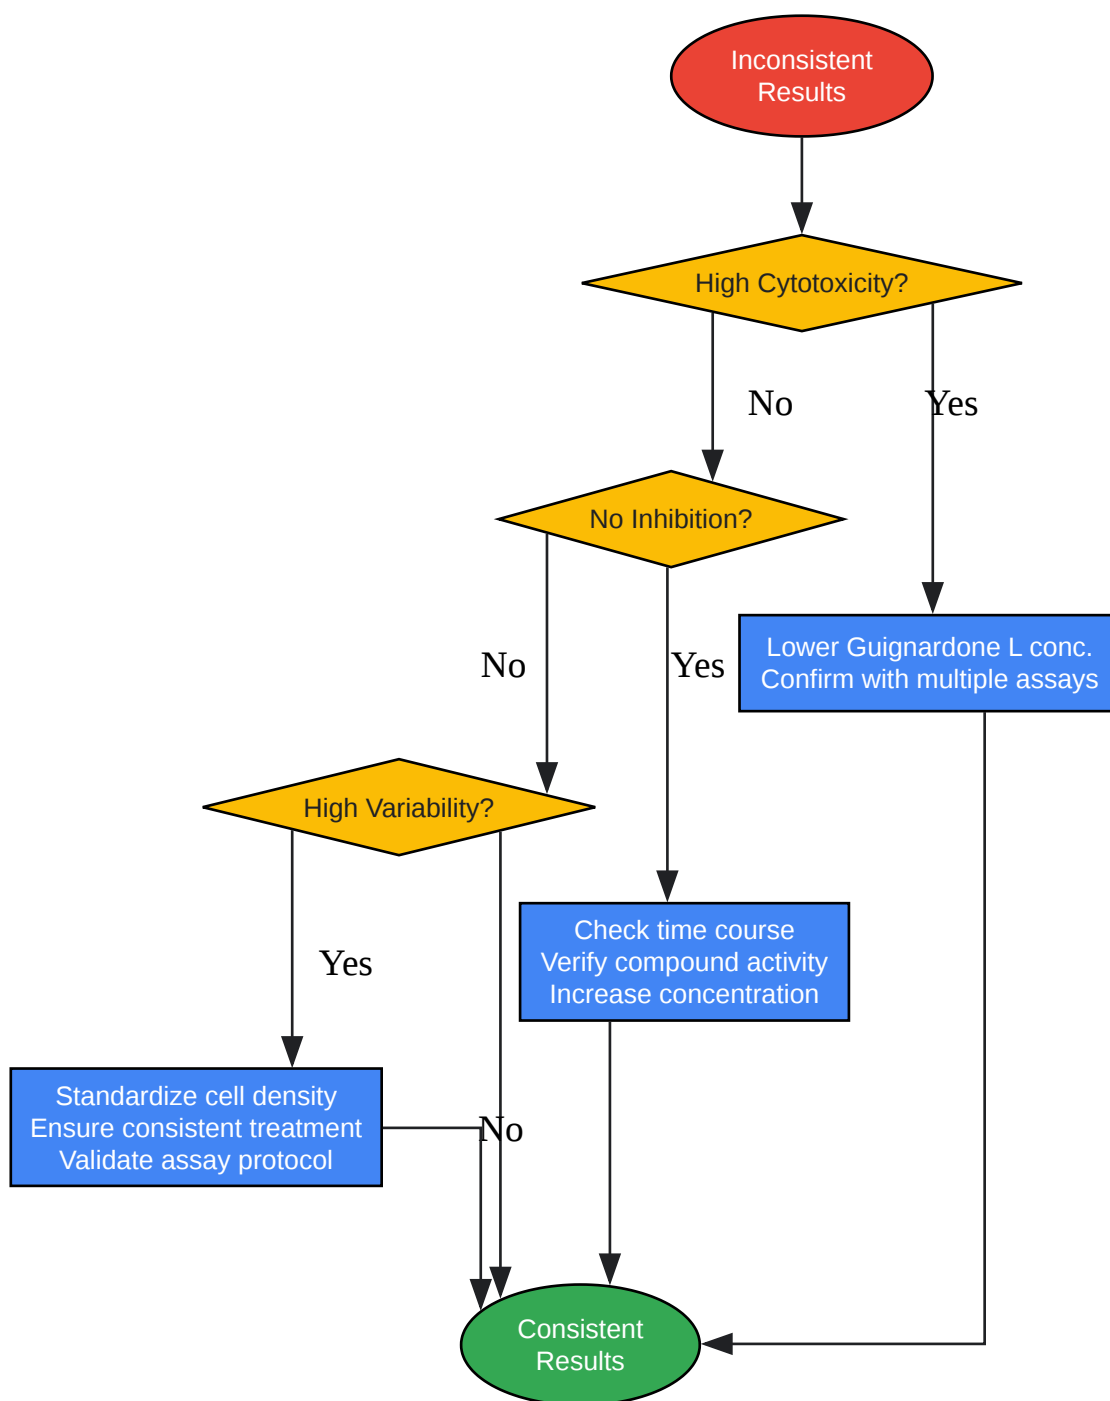 Inconsistent
Results
High Cytotoxicity?
No
Yes
No Inhibition?
No
Yes
Lower Guignardone L conc.
Confirm with multiple assays
High Variability?
Yes
Check time course
Verify compound activity
Increase concentration
Standardize cell density
Ensure consistent treatment
Validate assay protocol
No
Consistent
Results